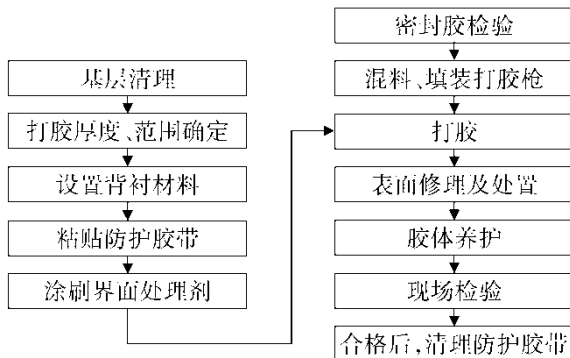 基层清理
打胶厚度、范围确定
设置背衬材料
粘贴防护胶带
涂刷界面处理剂
密封胶检验
混料、填装打胶枪
打胶
表面修理及处置
胶体养护
现场检验
合格后,清理防护胶带